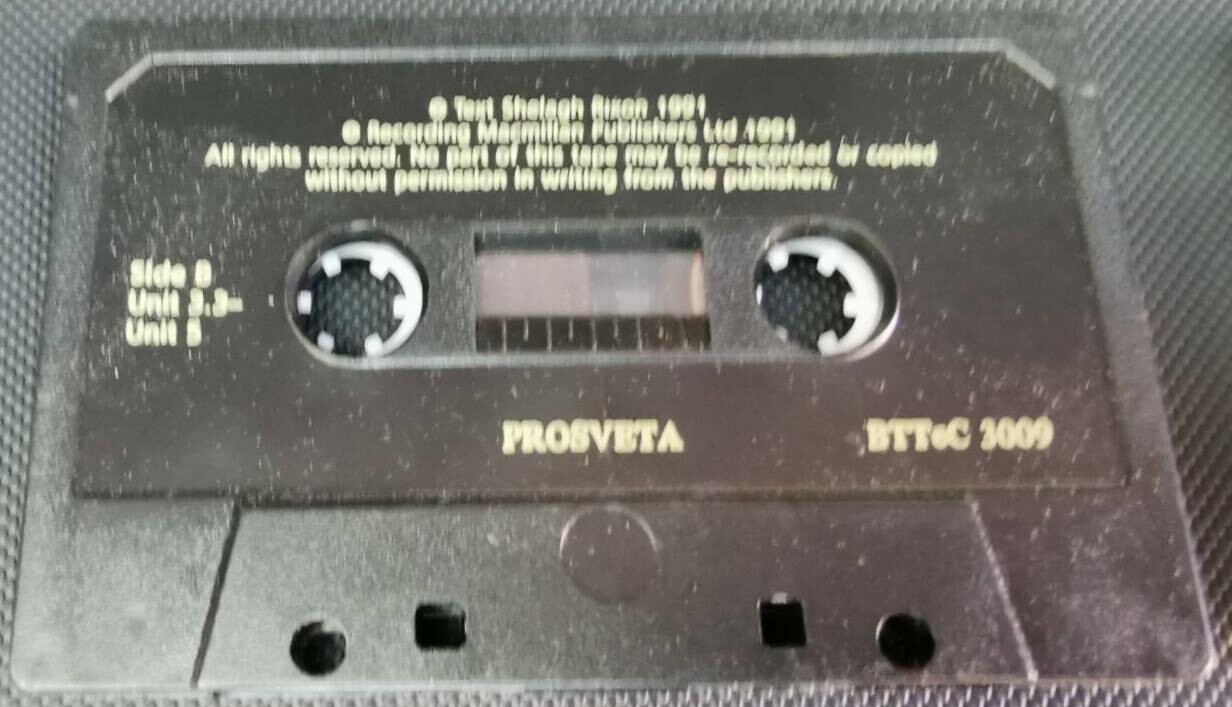 © Text Shelagh Rixon 1991
℗ Recording Macmillan Publishers Ltd 1991
All rights reserved. No part of this tape may be re-recorded or copied
without permission in writing from the publishers.
Side B
Unit 3.3–
Unit 5
PROSVETA
BTTeC 3009